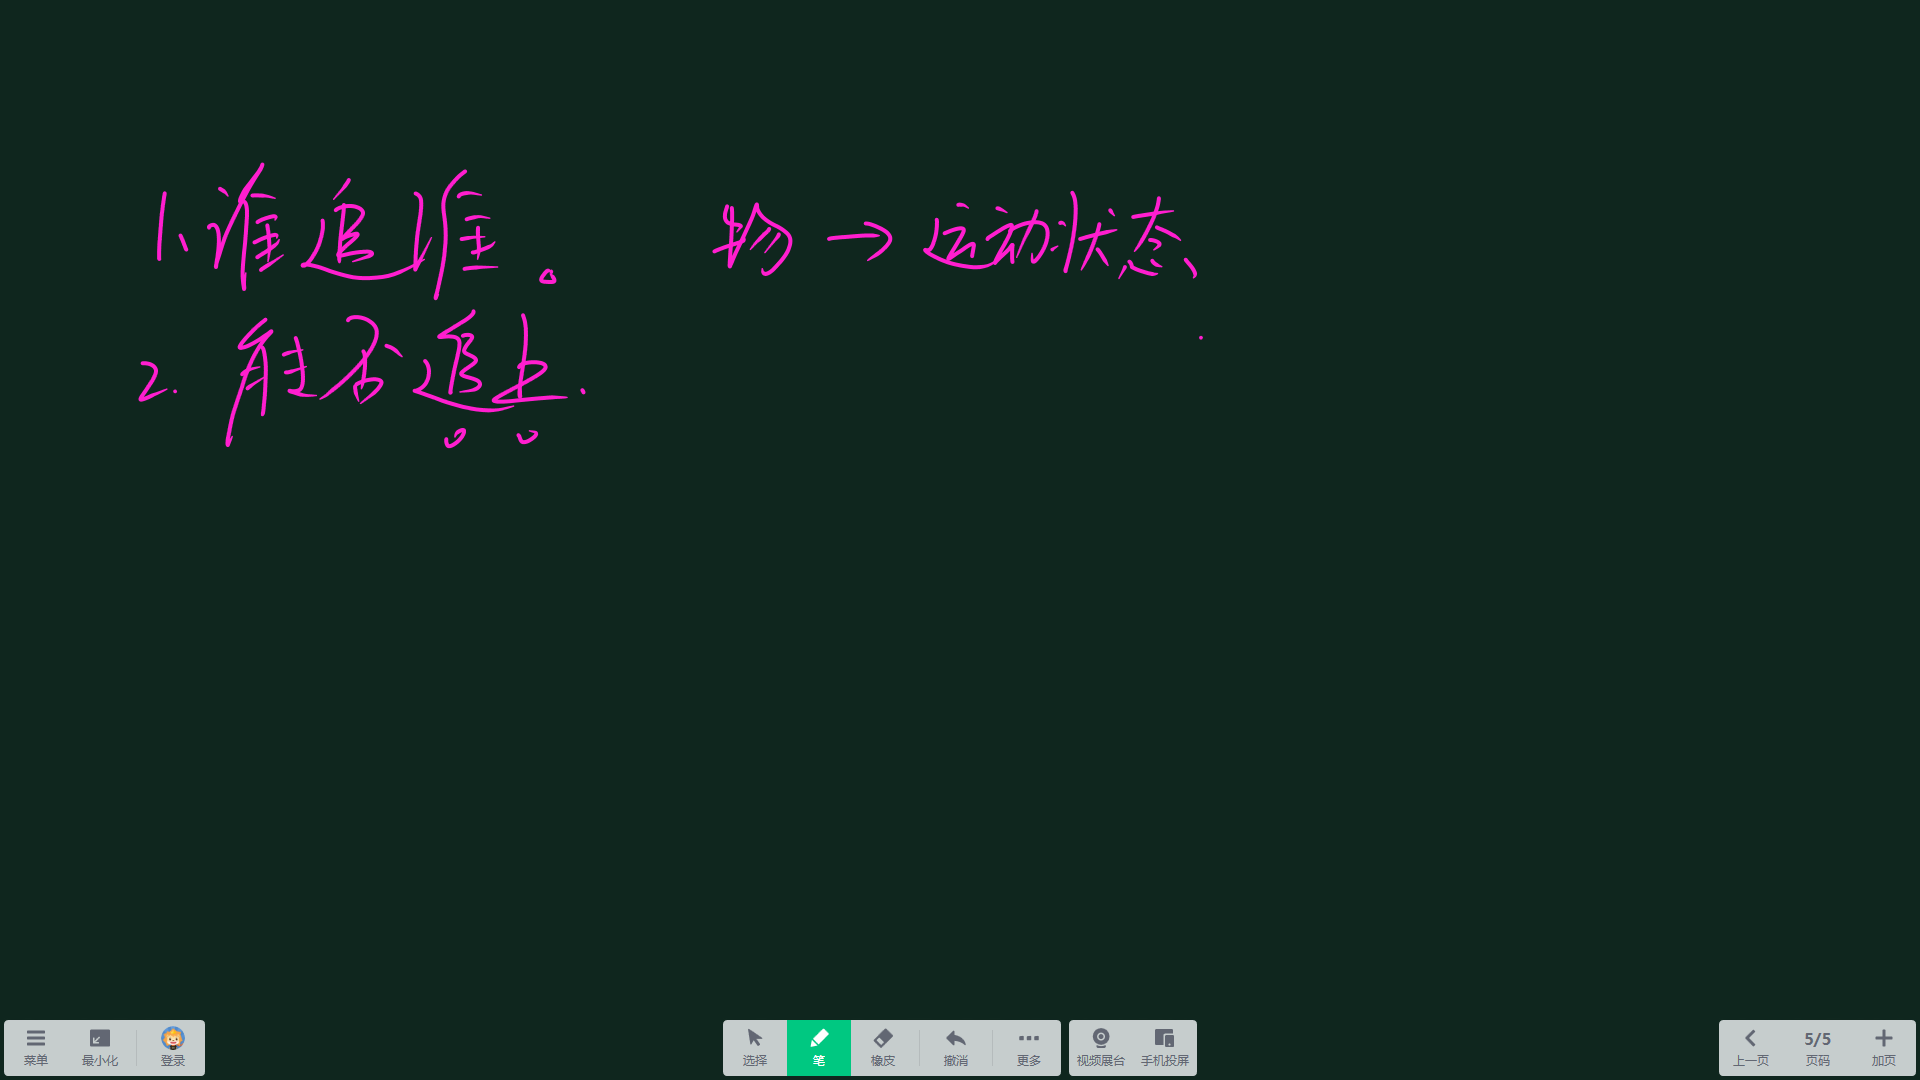 1.谁追谁。
物→运动状态、
2.能否追上.
菜单 最小化 登录 选择 笔 橡皮 撤消 更多 视频展台 手机投屏 上一页 5/5 页码 加页